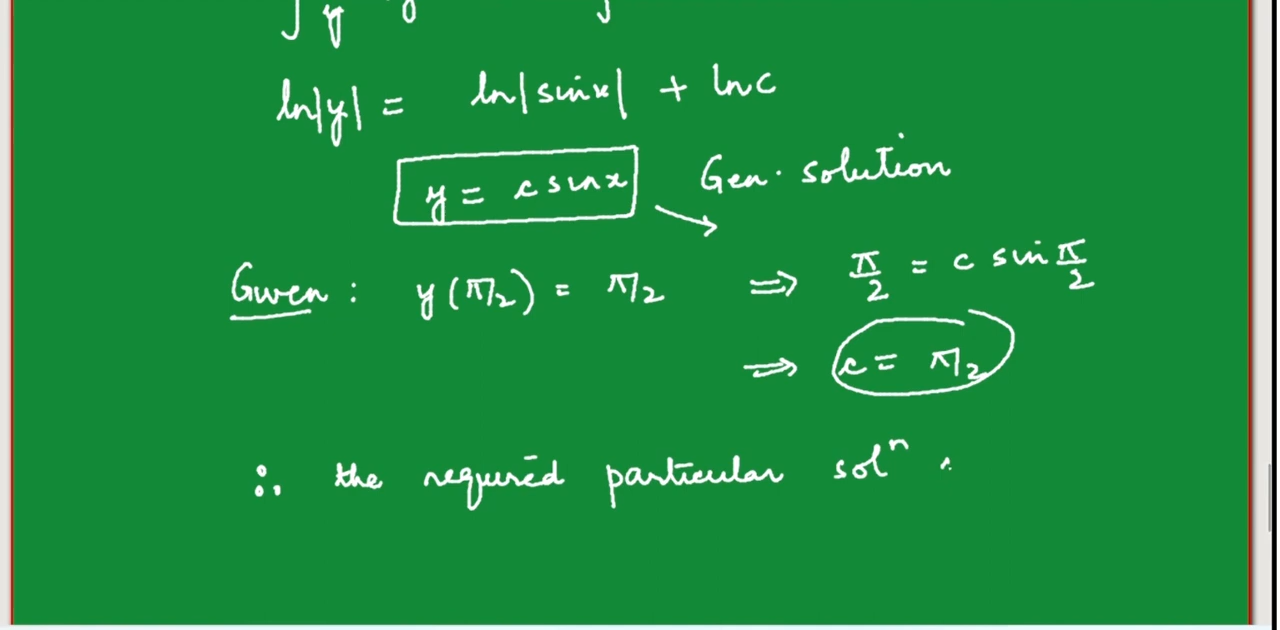 ln|y| = ln|sinx| + lnc
y = c sinx Gen. solution
Given : y(π/2) = π/2 ⇒ π/2 = c sin π/2
⇒ c = π/2
∴ the required particular solⁿ